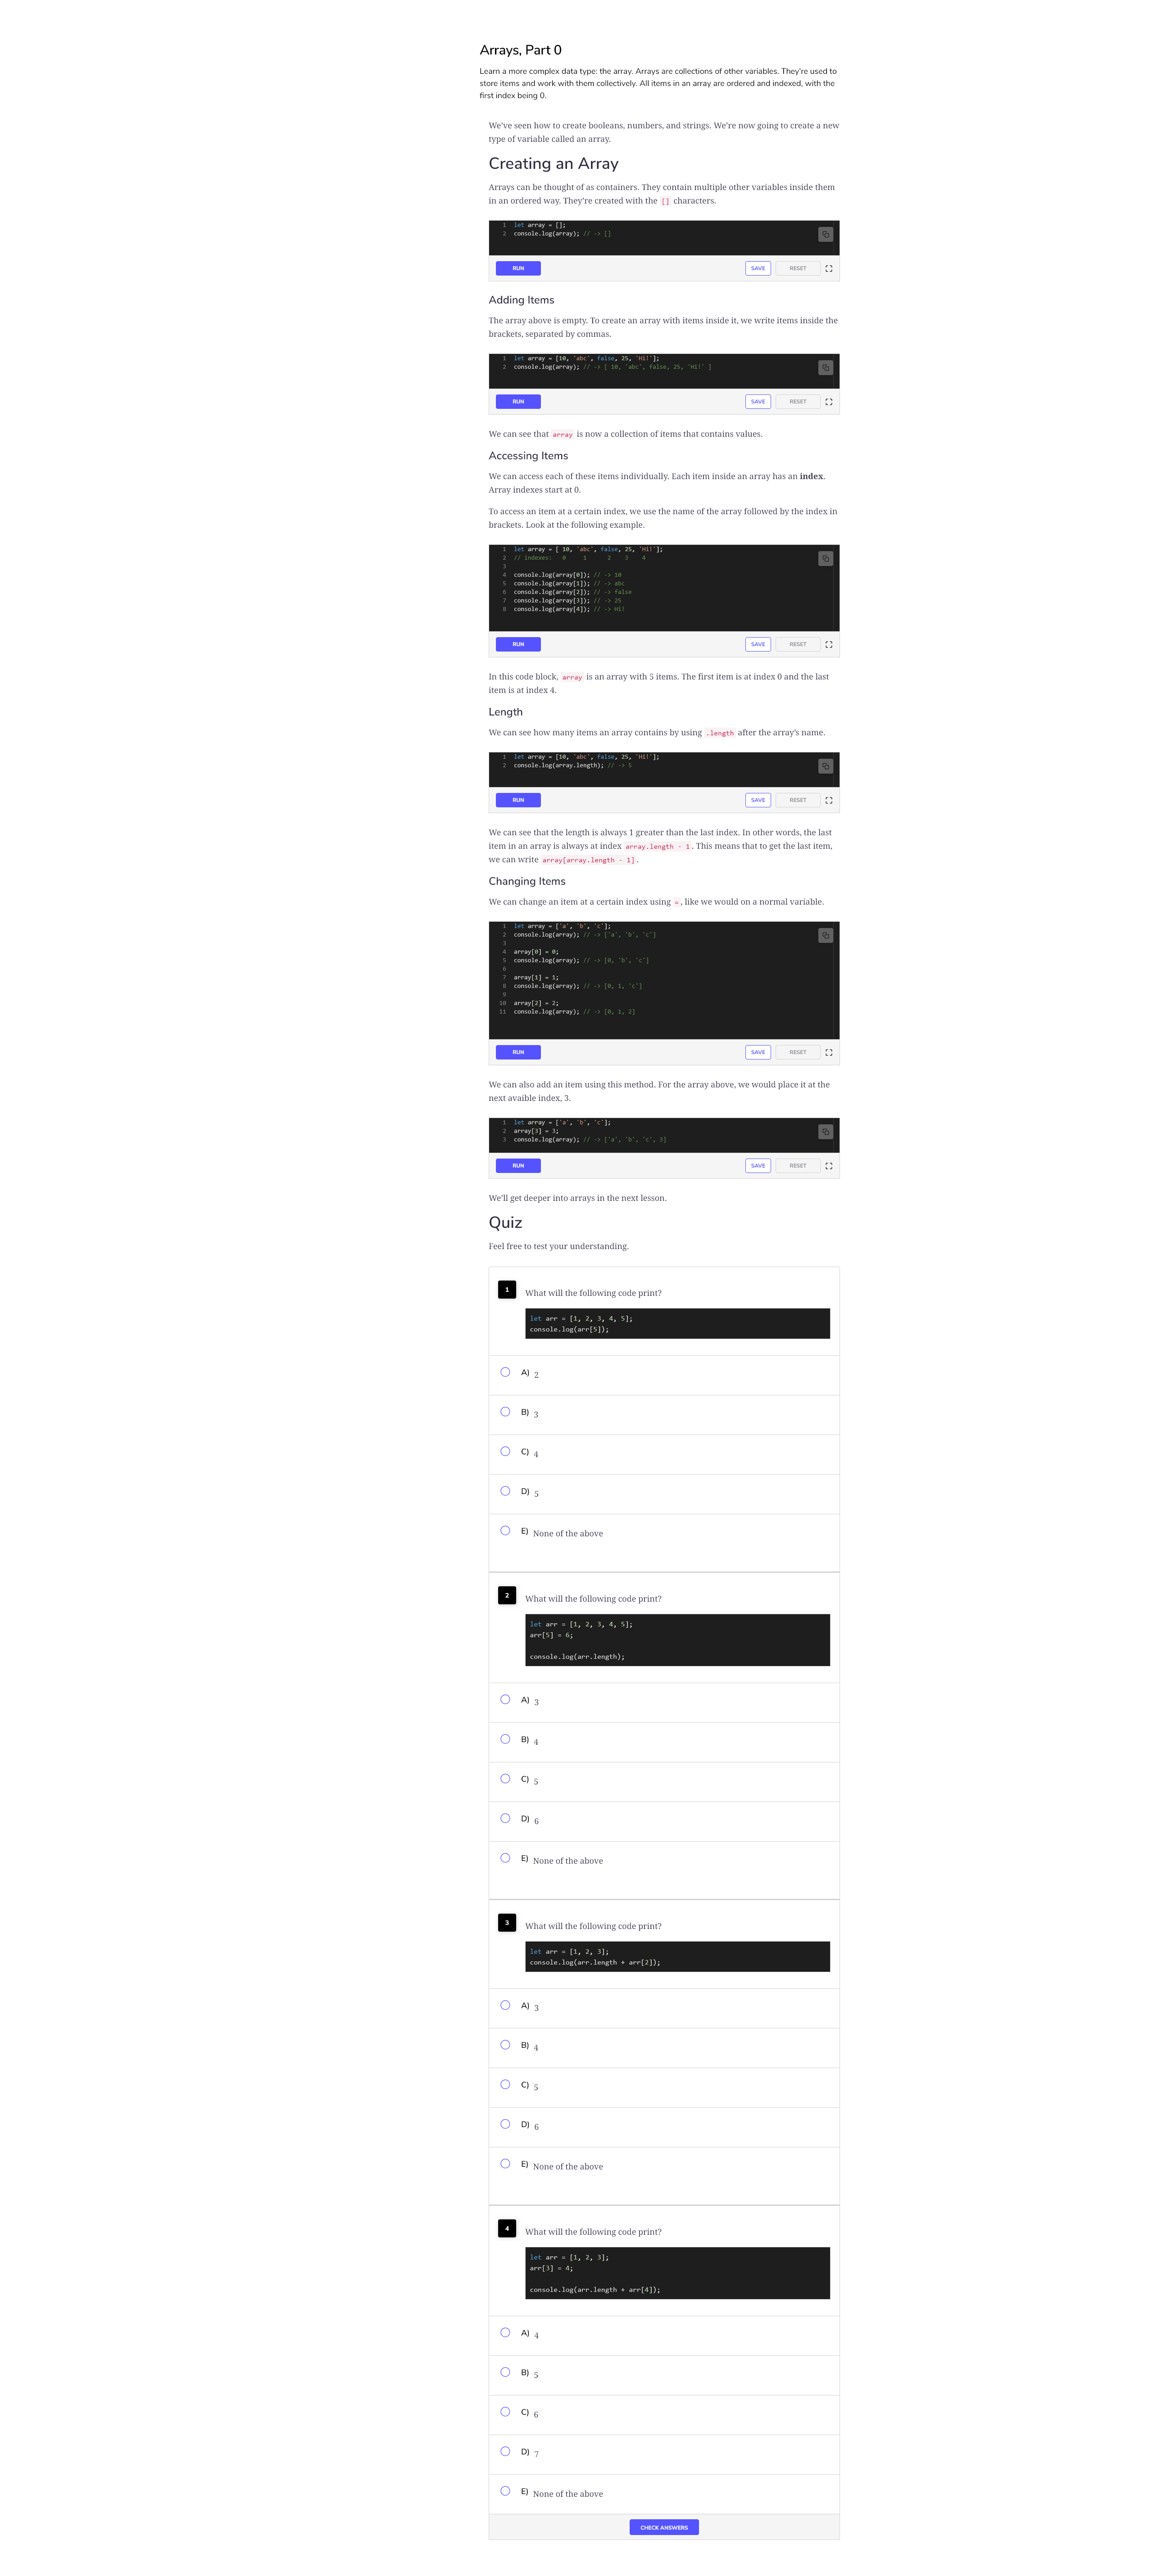 Arrays, Part 0
Learn a more complex data type: the array. Arrays are collections of other variables. They're used to
store items and work with them collectively. All items in an array are ordered and indexed, with the
first index being 0.
We've seen how to create booleans, numbers, and strings. We're now going to create a new
type of variable called an array.
Creating an Array
Arrays can be thought of as containers. They contain multiple other variables inside them
in an ordered way. They're created with the [] characters.
1 let array = [];
2 console.log(array); // -> []
RUN SAVE RESET
Adding Items
The array above is empty. To create an array with items inside it, we write items inside the
brackets, separated by commas.
1 let array = [10, 'abc', false, 25, 'Hi!'];
2 console.log(array); // -> [ 10, 'abc', false, 25, 'Hi!' ]
RUN SAVE RESET
We can see that array is now a collection of items that contains values.
Accessing Items
We can access each of these items individually. Each item inside an array has an index.
Array indexes start at 0.
To access an item at a certain index, we use the name of the array followed by the index in
brackets. Look at the following example.
1 let array = [ 10, 'abc', false, 25, 'Hi!'];
2 // indexes: 0 1 2 3 4
3
4 console.log(array[0]); // -> 10
5 console.log(array[1]); // -> abc
6 console.log(array[2]); // -> false
7 console.log(array[3]); // -> 25
8 console.log(array[4]); // -> Hi!
RUN SAVE RESET
In this code block, array is an array with 5 items. The first item is at index 0 and the last
item is at index 4.
Length
We can see how many items an array contains by using .length after the array's name.
1 let array = [10, 'abc', false, 25, 'Hi!'];
2 console.log(array.length); // -> 5
RUN SAVE RESET
We can see that the length is always 1 greater than the last index. In other words, the last
item in an array is always at index array.length - 1. This means that to get the last item,
we can write array[array.length - 1].
Changing Items
We can change an item at a certain index using =, like we would on a normal variable.
1 let array = ['a', 'b', 'c'];
2 console.log(array); // -> ['a', 'b', 'c']
3
4 array[0] = 0;
5 console.log(array); // -> [0, 'b', 'c']
6
7 array[1] = 1;
8 console.log(array); // -> [0, 1, 'c']
9
10 array[2] = 2;
11 console.log(array); // -> [0, 1, 2]
RUN SAVE RESET
We can also add an item using this method. For the array above, we would place it at the
next avaible index, 3.
1 let array = ['a', 'b', 'c'];
2 array[3] = 3;
3 console.log(array); // -> ['a', 'b', 'c', 3]
RUN SAVE RESET
We'll get deeper into arrays in the next lesson.
Quiz
Feel free to test your understanding.
1 What will the following code print?
let arr = [1, 2, 3, 4, 5];
console.log(arr[5]);
A) 2
B) 3
C) 4
D) 5
E) None of the above
2 What will the following code print?
let arr = [1, 2, 3, 4, 5];
arr[5] = 6;
console.log(arr.length);
A) 3
B) 4
C) 5
D) 6
E) None of the above
3 What will the following code print?
let arr = [1, 2, 3];
console.log(arr.length + arr[2]);
A) 3
B) 4
C) 5
D) 6
E) None of the above
4 What will the following code print?
let arr = [1, 2, 3];
arr[3] = 4;
console.log(arr.length + arr[4]);
A) 4
B) 5
C) 6
D) 7
E) None of the above
CHECK ANSWERS